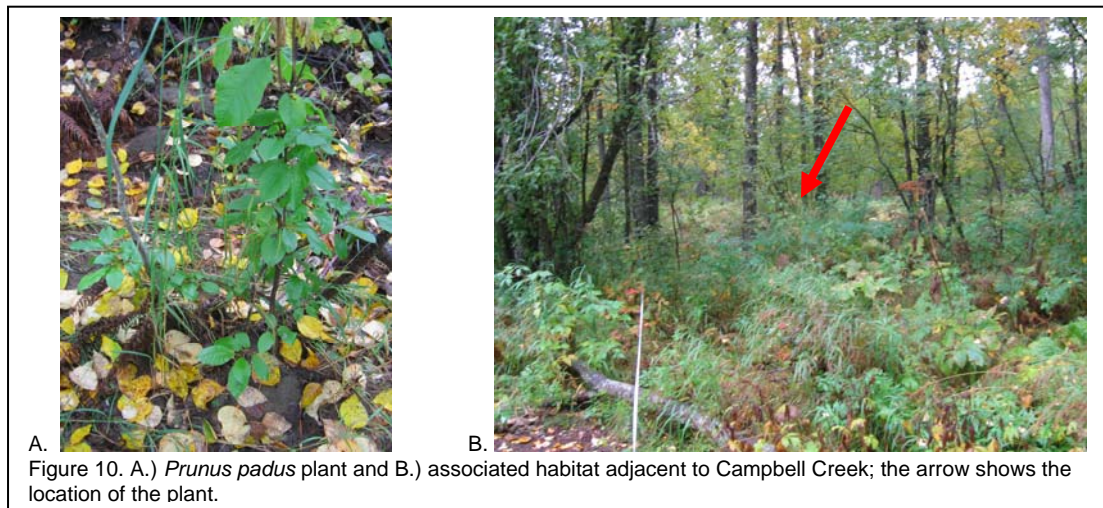 A. B.
Figure 10. A.) Prunus padus plant and B.) associated habitat adjacent to Campbell Creek; the arrow shows the
location of the plant.